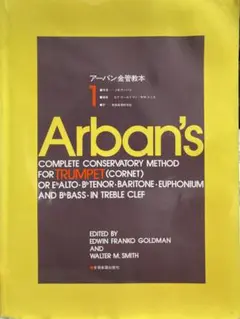 アーバン金管教本
1
Arban's
COMPLETE CONSERVATORY METHOD
FOR TRUMPET (CORNET)
OR E♭ALTO·B♭TENOR·BARITONE·EUPHONIUM
AND B♭BASS·IN TREBLE CLEF
EDITED BY
EDWIN FRANKO GOLDMAN
AND
WALTER M. SMITH